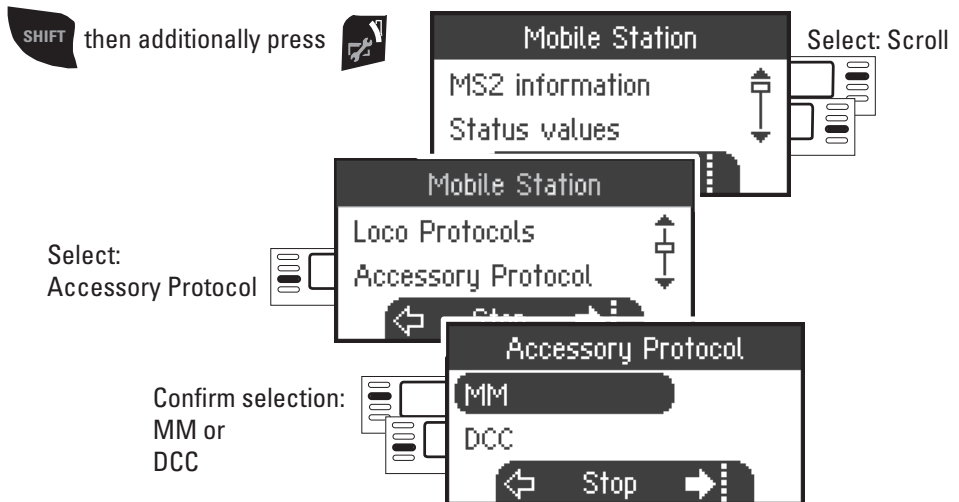 SHIFT then additionally press
Mobile Station
Select: Scroll
MS2 information
Status values
Mobile Station
Loco Protocols
Accessory Protocol
Select:
Accessory Protocol
Stop
Accessory Protocol
MM
DCC
Stop
Confirm selection:
MM or
DCC